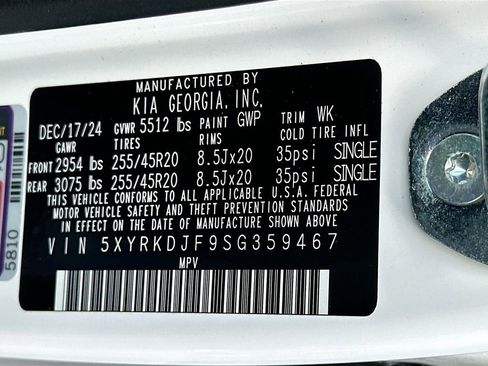 MANUFACTURED BY
KIA GEORGIA, INC.
DEC/17/24 GVWR 5512 lbs PAINT GWP TRIM WK
GAWR TIRES RIMS COLD TIRE INFL
FRONT 2954 lbs 255/45R20 8.5Jx20 35psi SINGLE
REAR 3075 lbs 255/45R20 8.5Jx20 35psi SINGLE
THIS VEHICLE CONFORMS TO ALL APPLICABLE U.S.A. FEDERAL
MOTOR VEHICLE SAFETY AND THEFT PREVENTION STANDARDS
IN EFFECT ON THE DATE OF MANUFACTURE SHOWN ABOVE.
VIN 5XYRKDJF9SG359467
MPV
5810